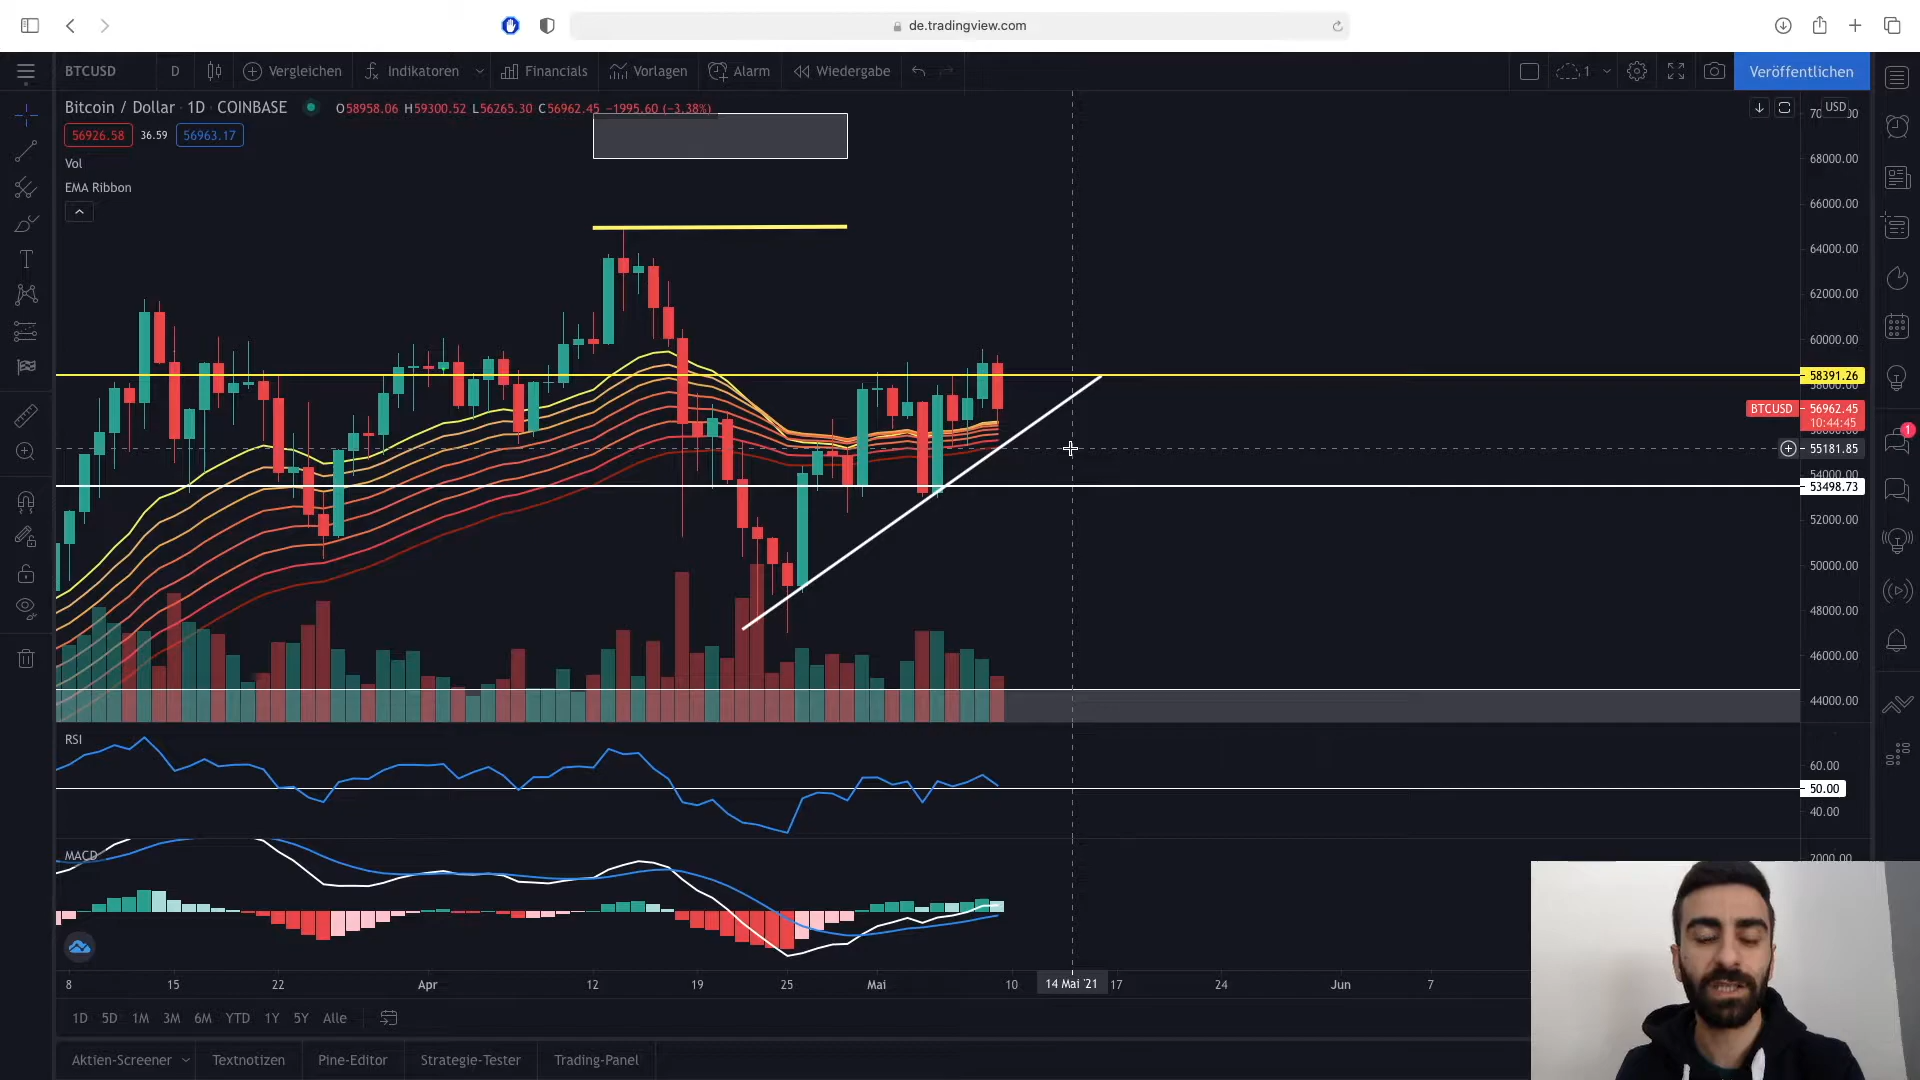 de.tradingview.com
BTCUSD D Vergleichen Indikatoren Financials Vorlagen Alarm Wiedergabe 1 Veröffentlichen
Bitcoin / Dollar · 1D · COINBASE O58958.06 H59300.52 L56265.30 C56962.45 −1995.60 (−3.38%)
56926.58 36.59 56963.17
Vol
EMA Ribbon
USD
68000.00
66000.00
64000.00
62000.00
60000.00
58391.26
BTCUSD 56962.45
10:44:45
55181.85
54000.00
53498.73
52000.00
50000.00
48000.00
46000.00
44000.00
1
RSI
60.00
50.00
40.00
MACD
2000.00
8 15 22 Apr 12 19 25 Mai 10 14 Mai '21 17 24 Jun 7
1D 5D 1M 3M 6M YTD 1Y 5Y Alle
Aktien-Screener Textnotizen Pine-Editor Strategie-Tester Trading-Panel